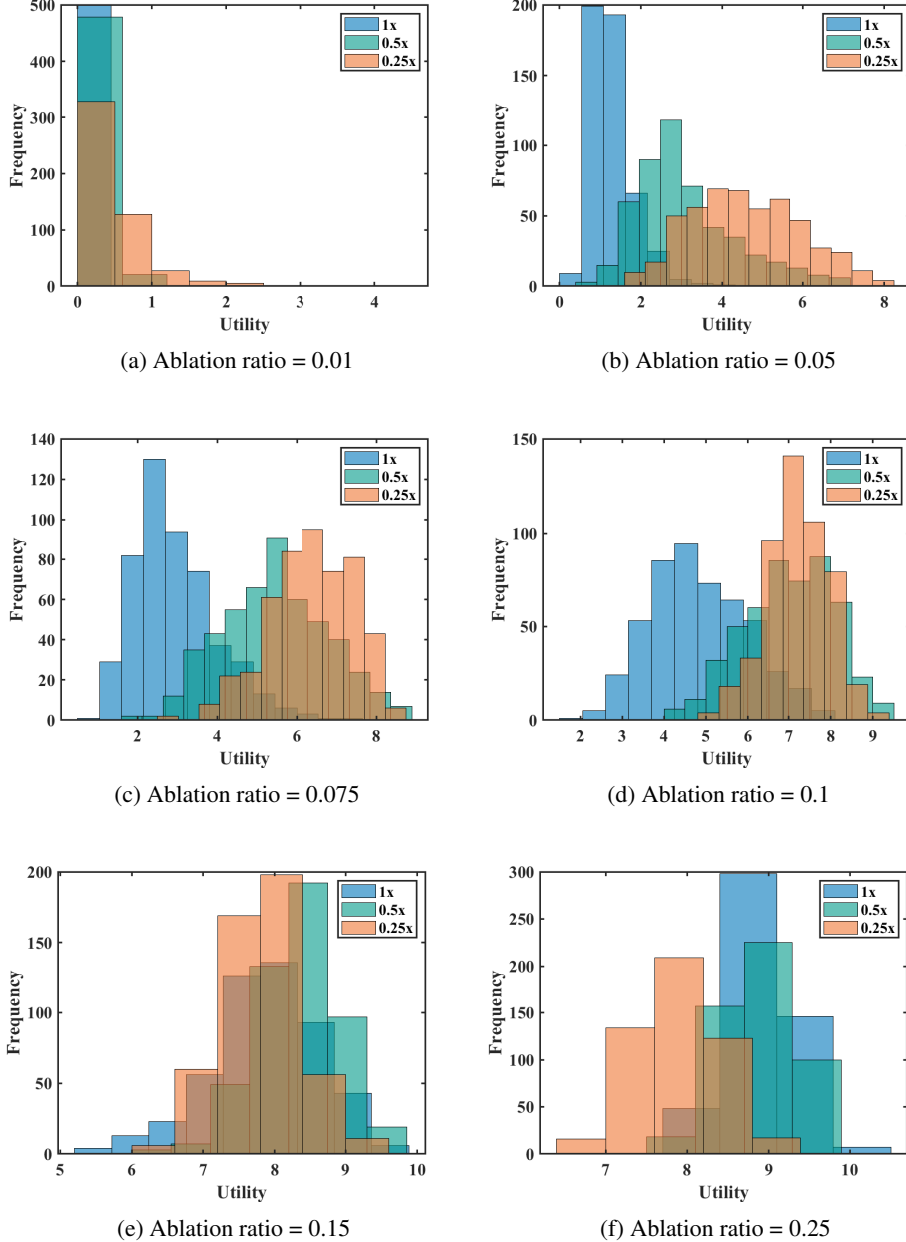 500
400
300
200
100
0
Frequency
0 1 2 3 4
Utility
1x
0.5x
0.25x
(a) Ablation ratio = 0.01
200
150
100
50
0
Frequency
0 2 4 6 8
Utility
1x
0.5x
0.25x
(b) Ablation ratio = 0.05
140
120
100
80
60
40
20
0
Frequency
2 4 6 8
Utility
1x
0.5x
0.25x
(c) Ablation ratio = 0.075
150
100
50
0
Frequency
2 3 4 5 6 7 8 9
Utility
1x
0.5x
0.25x
(d) Ablation ratio = 0.1
200
150
100
50
0
Frequency
5 6 7 8 9 10
Utility
1x
0.5x
0.25x
(e) Ablation ratio = 0.15
300
250
200
150
100
50
0
Frequency
7 8 9 10
Utility
1x
0.5x
0.25x
(f) Ablation ratio = 0.25